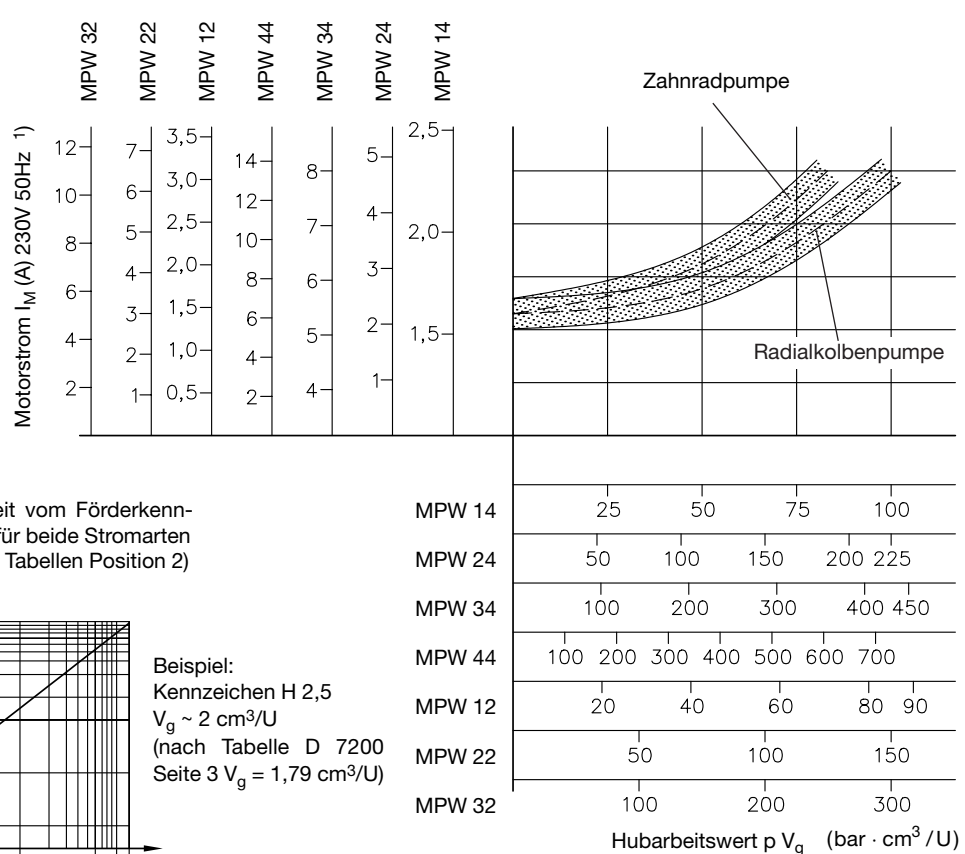 MPW 32 MPW 22 MPW 12 MPW 44 MPW 34 MPW 24 MPW 14
Motorstrom I_M (A) 230V 50Hz ¹)
12 10 8 6 4 2
7 6 5 4 3 2 1
3,5 3,0 2,5 2,0 1,5 1,0 0,5
14 12 10 8 6 4 2
8 7 6 5 4
5 4 3 2 1
2,5 2,0 1,5
Zahnradpumpe
Radialkolbenpumpe
eit vom Förderkenn-
für beide Stromarten
Tabellen Position 2)
Beispiel:
Kennzeichen H 2,5
V_g ~ 2 cm³/U
(nach Tabelle D 7200
Seite 3 V_g = 1,79 cm³/U)
MPW 14 25 50 75 100
MPW 24 50 100 150 200 225
MPW 34 100 200 300 400 450
MPW 44 100 200 300 400 500 600 700
MPW 12 20 40 60 80 90
MPW 22 50 100 150
MPW 32 100 200 300
Hubarbeitswert p V_g (bar · cm³ / U)